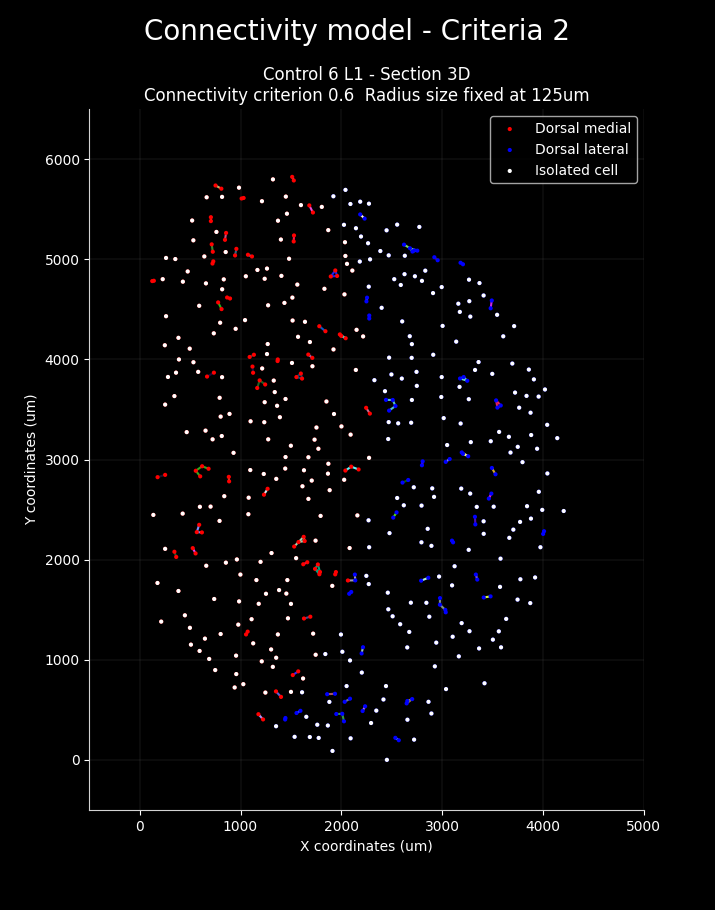 Connectivity model - Criteria 2
Control 6 L1 - Section 3D
Connectivity criterion 0.6  Radius size fixed at 125um
Dorsal medial
Dorsal lateral
Isolated cell
6000
5000
4000
3000
2000
1000
0
Y coordinates (um)
0 1000 2000 3000 4000 5000
X coordinates (um)